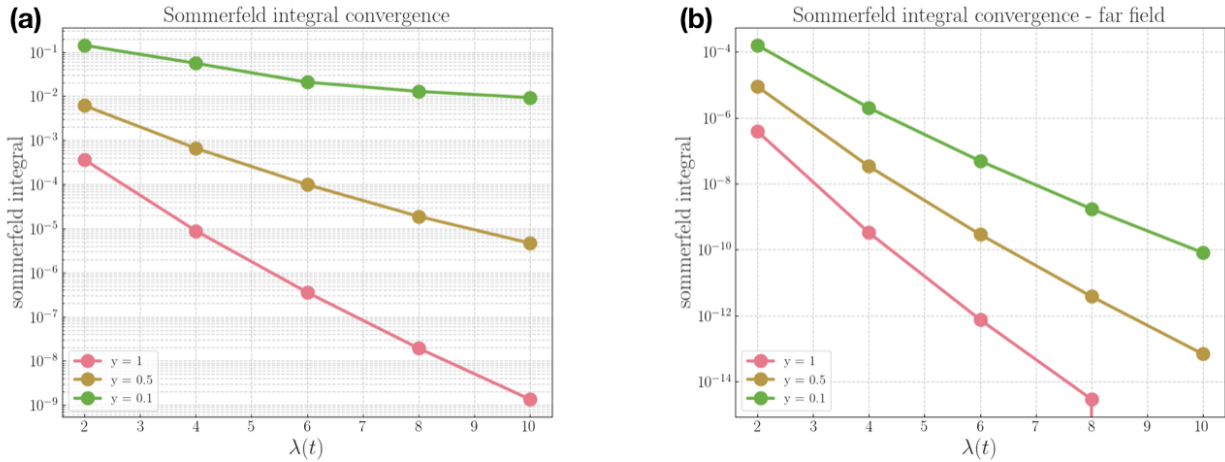 (a)
Sommerfeld integral convergence
sommerfeld integral
10⁻¹
10⁻²
10⁻³
10⁻⁴
10⁻⁵
10⁻⁶
10⁻⁷
10⁻⁸
10⁻⁹
y = 1
y = 0.5
y = 0.1
2 3 4 5 6 7 8 9 10
λ(t)
(b)
Sommerfeld integral convergence - far field
sommerfeld integral
10⁻⁴
10⁻⁶
10⁻⁸
10⁻¹⁰
10⁻¹²
10⁻¹⁴
y = 1
y = 0.5
y = 0.1
2 3 4 5 6 7 8 9 10
λ(t)